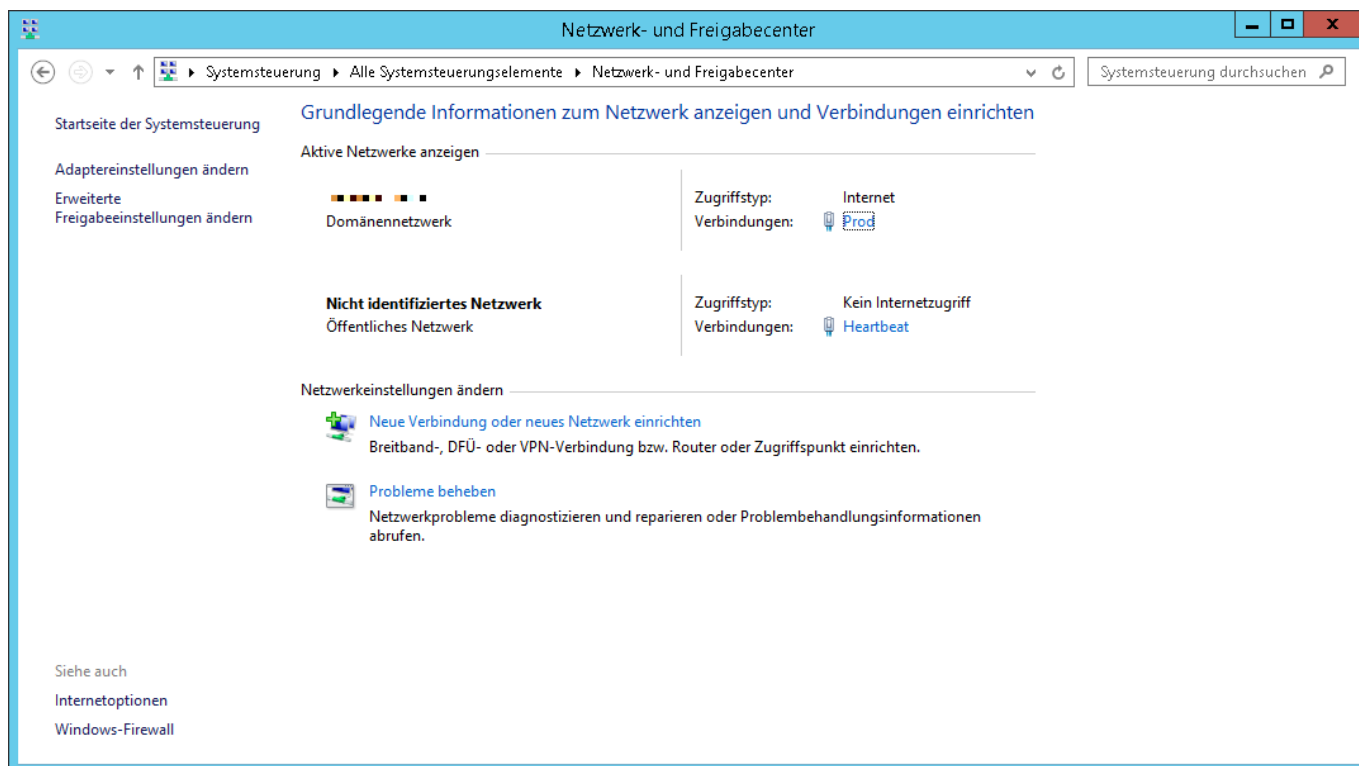 Netzwerk- und Freigabecenter
Systemsteuerung Alle Systemsteuerungselemente Netzwerk- und Freigabecenter
Systemsteuerung durchsuchen
Startseite der Systemsteuerung
Adaptereinstellungen ändern
Erweiterte
Freigabeeinstellungen ändern
Grundlegende Informationen zum Netzwerk anzeigen und Verbindungen einrichten
Aktive Netzwerke anzeigen
Domänennetzwerk
Zugriffstyp: Internet
Verbindungen: Prod
Nicht identifiziertes Netzwerk
Öffentliches Netzwerk
Zugriffstyp: Kein Internetzugriff
Verbindungen: Heartbeat
Netzwerkeinstellungen ändern
Neue Verbindung oder neues Netzwerk einrichten
Breitband-, DFÜ- oder VPN-Verbindung bzw. Router oder Zugriffspunkt einrichten.
Probleme beheben
Netzwerkprobleme diagnostizieren und reparieren oder Problembehandlungsinformationen
abrufen.
Siehe auch
Internetoptionen
Windows-Firewall